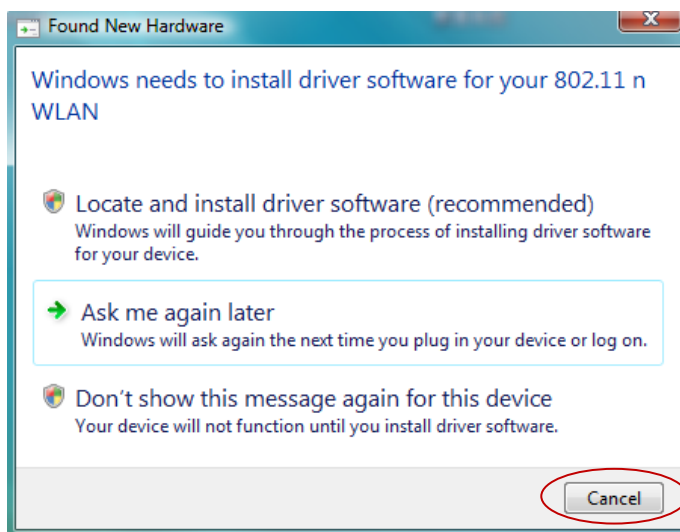 Found New Hardware
Windows needs to install driver software for your 802.11 n
WLAN
Locate and install driver software (recommended)
Windows will guide you through the process of installing driver software
for your device.
Ask me again later
Windows will ask again the next time you plug in your device or log on.
Don't show this message again for this device
Your device will not function until you install driver software.
Cancel